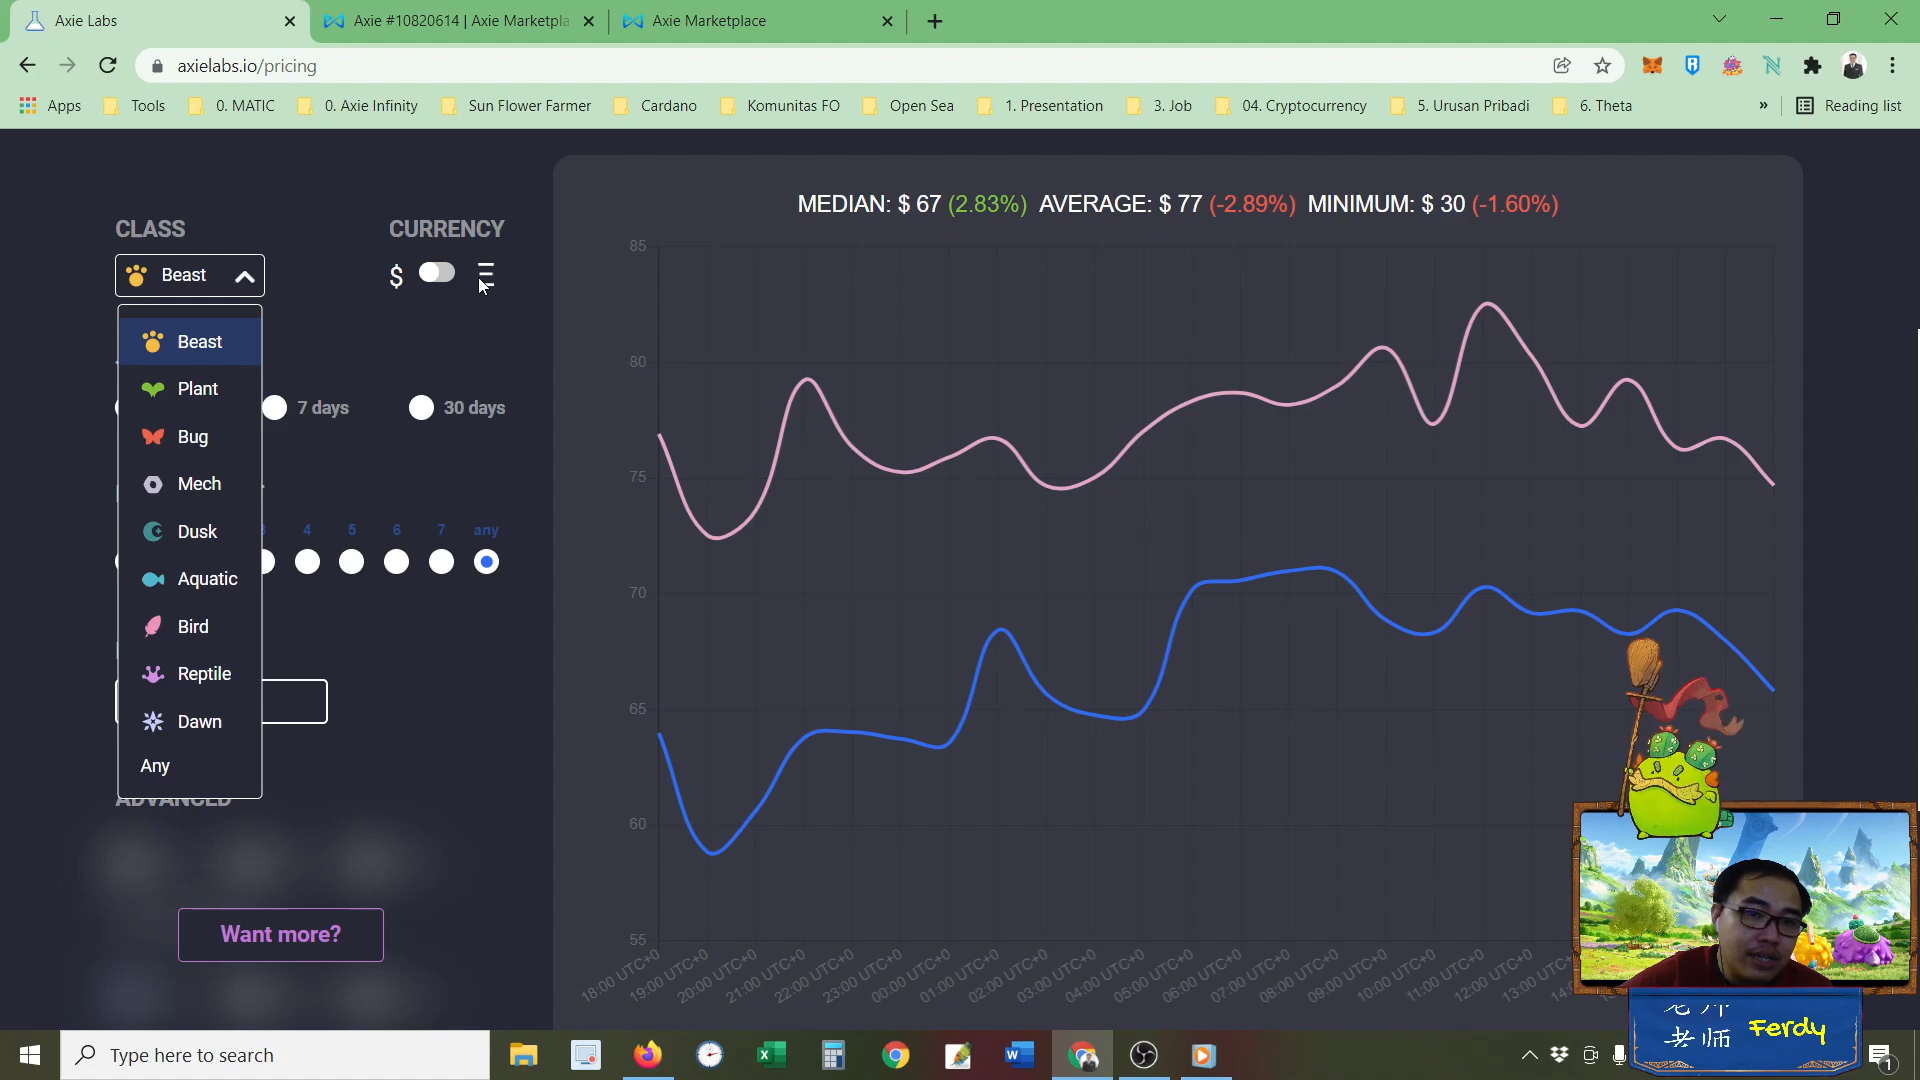 Axie Labs
Axie #10820614 | Axie Marketpla
Axie Marketplace
axielabs.io/pricing
Apps
Tools
0. MATIC
0. Axie Infinity
Sun Flower Farmer
Cardano
Komunitas FO
Open Sea
1. Presentation
3. Job
04. Cryptocurrency
5. Urusan Pribadi
6. Theta
»
Reading list
MEDIAN: $ 67 (2.83%) AVERAGE: $ 77 (-2.89%) MINIMUM: $ 30 (-1.60%)
CLASS
CURRENCY
Beast
$
Beast
Plant
Bug
Mech
Dusk
Aquatic
Bird
Reptile
Dawn
Any
7 days
30 days
4 5 6 7 any
ADVANCED
Want more?
85
80
75
70
65
60
55
18:00 UTC+0
19:00 UTC+0
20:00 UTC+0
21:00 UTC+0
22:00 UTC+0
23:00 UTC+0
00:00 UTC+0
01:00 UTC+0
02:00 UTC+0
03:00 UTC+0
04:00 UTC+0
05:00 UTC+0
06:00 UTC+0
07:00 UTC+0
08:00 UTC+0
09:00 UTC+0
10:00 UTC+0
11:00 UTC+0
12:00 UTC+0
老师 Ferdy
Type here to search
1